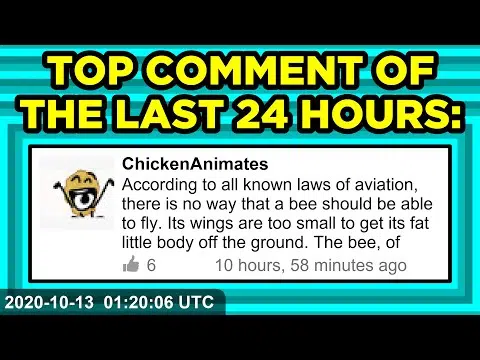 TOP COMMENT OF
THE LAST 24 HOURS:
ChickenAnimates
According to all known laws of aviation,
there is no way that a bee should be able
to fly. Its wings are too small to get its fat
little body off the ground. The bee, of
6 10 hours, 58 minutes ago
2020-10-13 01:20:06 UTC